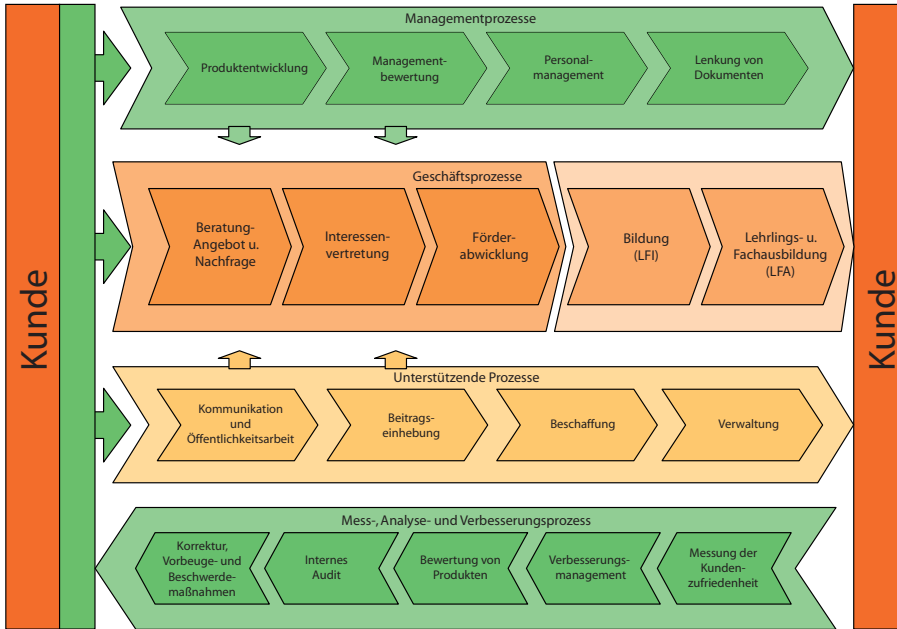 Kunde
Managementprozesse
Produktentwicklung
Management-
bewertung
Personal-
management
Lenkung von
Dokumenten
Geschäftsprozesse
Beratung-
Angebot u.
Nachfrage
Interessen-
vertretung
Förder-
abwicklung
Bildung
(LFI)
Lehrlings- u.
Fachausbildung
(LFA)
Unterstützende Prozesse
Kommunikation
und
Öffentlichkeitsarbeit
Beitrags-
einhebung
Beschaffung
Verwaltung
Mess-, Analyse- und Verbesserungsprozess
Korrektur,
Vorbeuge- und
Beschwerde-
maßnahmen
Internes
Audit
Bewertung von
Produkten
Verbesserungs-
management
Messung der
Kunden-
zufriedenheit
Kunde